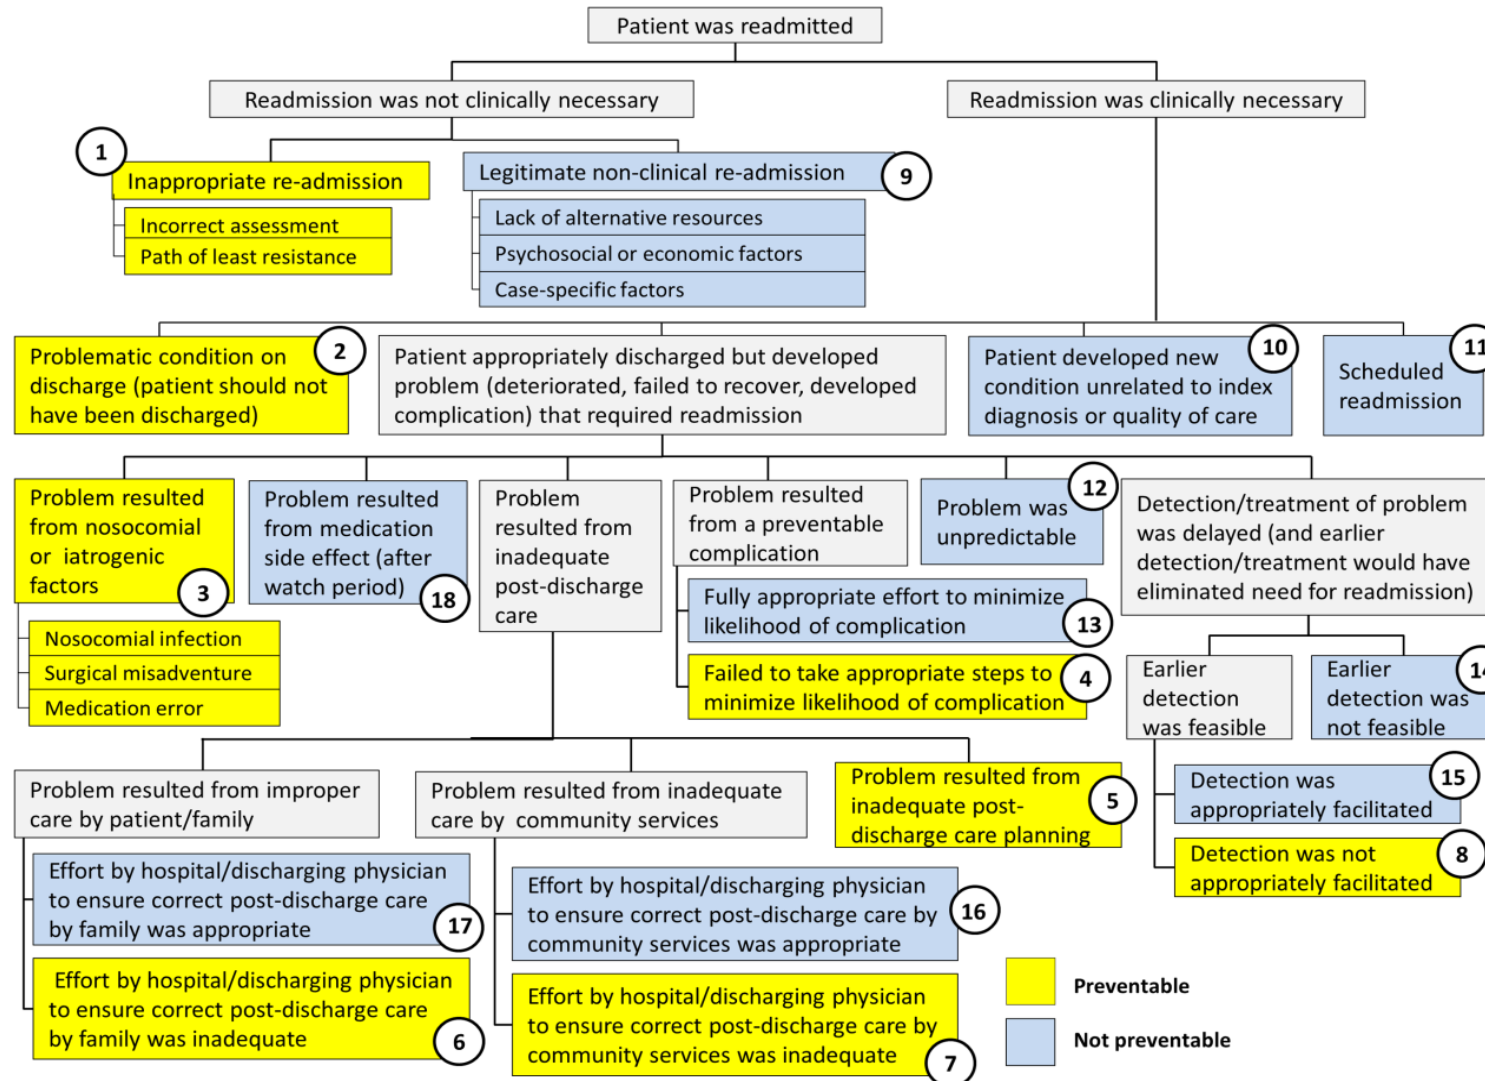 Patient was readmitted
Readmission was not clinically necessary
Readmission was clinically necessary
1
Inappropriate re-admission
Incorrect assessment
Path of least resistance
Legitimate non-clinical re-admission
9
Lack of alternative resources
Psychosocial or economic factors
Case-specific factors
Problematic condition on
discharge (patient should not
have been discharged)
2
Patient appropriately discharged but developed
problem (deteriorated, failed to recover, developed
complication) that required readmission
Patient developed new
condition unrelated to index
diagnosis or quality of care
10
Scheduled
readmission
11
Problem resulted
from nosocomial
or iatrogenic
factors
3
Nosocomial infection
Surgical misadventure
Medication error
Problem resulted
from medication
side effect (after
watch period)
18
Problem
resulted from
inadequate
post-discharge
care
Problem resulted
from a preventable
complication
Fully appropriate effort to minimize
likelihood of complication
13
Failed to take appropriate steps to
minimize likelihood of complication
4
Problem was
unpredictable
12
Detection/treatment of problem
was delayed (and earlier
detection/treatment would have
eliminated need for readmission)
Earlier
detection
was feasible
Earlier
detection was
not feasible
14
Detection was
appropriately facilitated
15
Detection was not
appropriately facilitated
8
Problem resulted from improper
care by patient/family
Effort by hospital/discharging physician
to ensure correct post-discharge care
by family was appropriate
17
Effort by hospital/discharging physician
to ensure correct post-discharge care
by family was inadequate
6
Problem resulted from inadequate
care by community services
Effort by hospital/discharging physician
to ensure correct post-discharge care by
community services was appropriate
16
Effort by hospital/discharging physician
to ensure correct post-discharge care by
community services was inadequate
7
Problem resulted from
inadequate post-
discharge care planning
5
Preventable
Not preventable